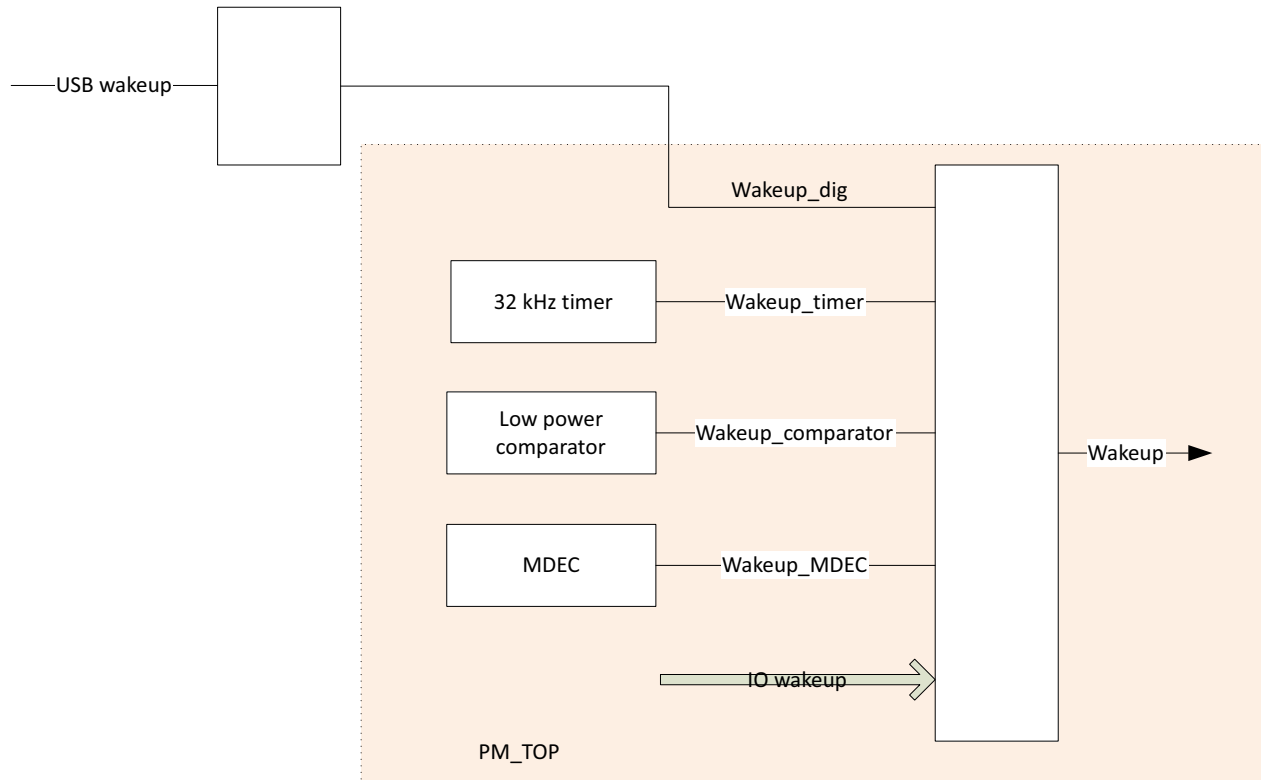 USB wakeup
Wakeup_dig
32 kHz timer
Wakeup_timer
Low power
comparator
Wakeup_comparator
Wakeup
MDEC
Wakeup_MDEC
IO wakeup
PM_TOP